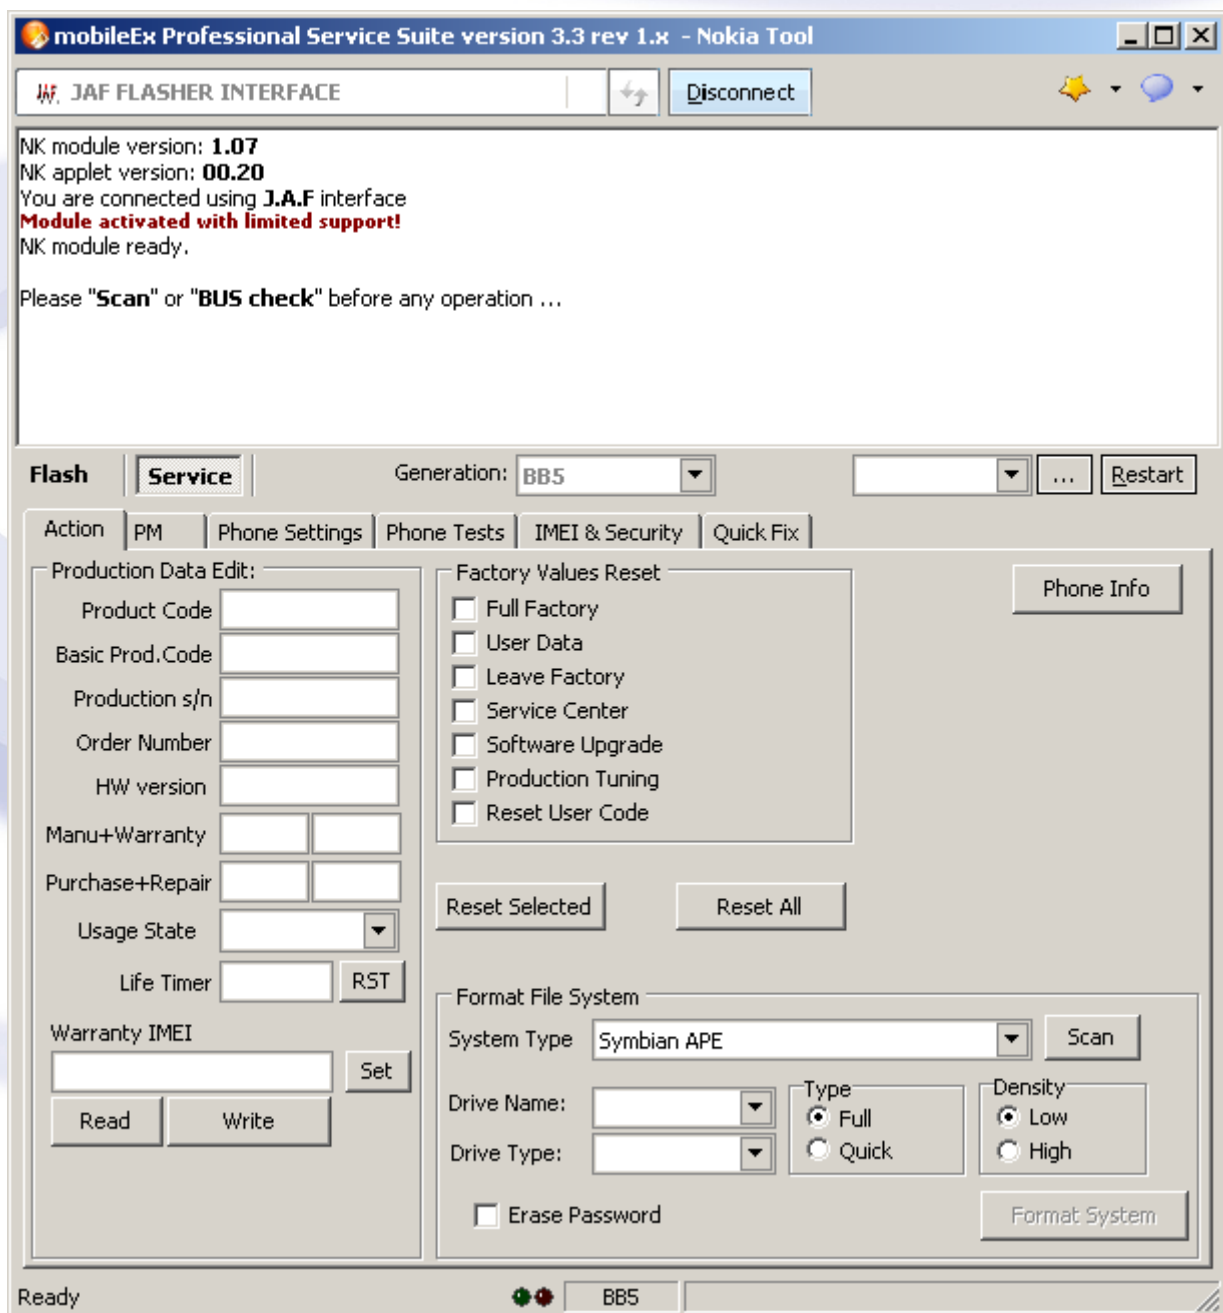 mobileEx Professional Service Suite version 3.3 rev 1.x - Nokia Tool
JAF FLASHER INTERFACE
Disconnect
NK module version: 1.07
NK applet version: 00.20
You are connected using J.A.F interface
Module activated with limited support!
NK module ready.
Please "Scan" or "BUS check" before any operation ...
Flash
Service
Generation:
BB5
...
Restart
Action
PM
Phone Settings
Phone Tests
IMEI & Security
Quick Fix
Production Data Edit:
Product Code
Basic Prod.Code
Production s/n
Order Number
HW version
Manu+Warranty
Purchase+Repair
Usage State
Life Timer
RST
Warranty IMEI
Set
Read
Write
Factory Values Reset
Full Factory
User Data
Leave Factory
Service Center
Software Upgrade
Production Tuning
Reset User Code
Phone Info
Reset Selected
Reset All
Format File System
System Type
Symbian APE
Scan
Drive Name:
Drive Type:
Type
Full
Quick
Density
Low
High
Erase Password
Format System
Ready
BB5